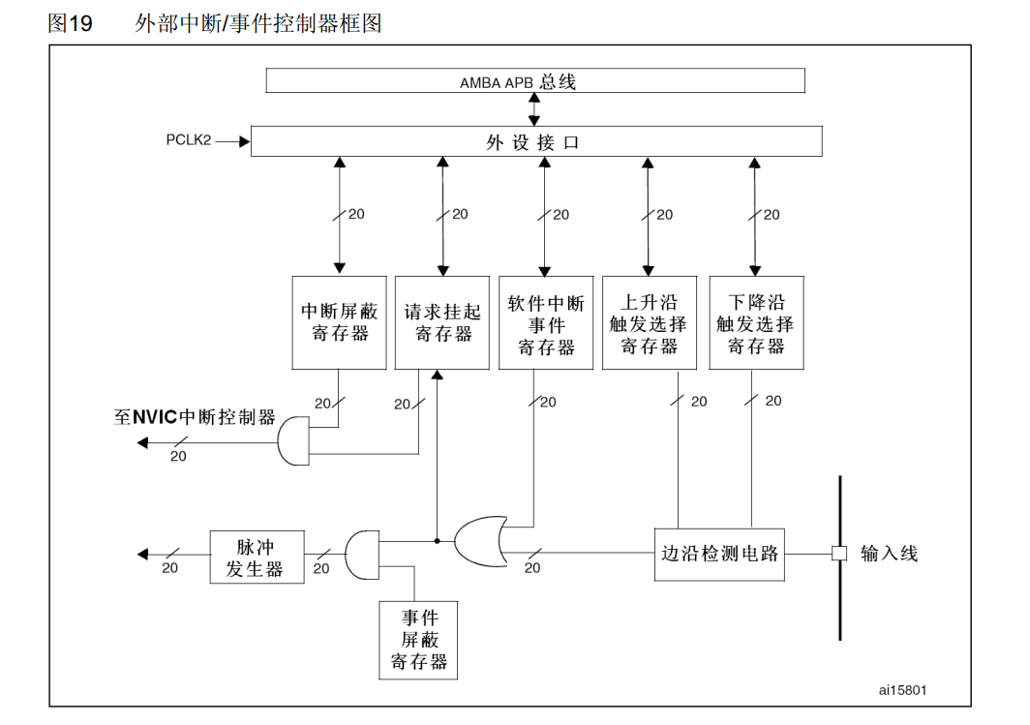 图19 外部中断/事件控制器框图
AMBA APB 总线
PCLK2
外设接口
20
20
20
20
20
中断屏蔽
寄存器
请求挂起
寄存器
软件中断
事件
寄存器
上升沿
触发选择
寄存器
下降沿
触发选择
寄存器
20
20
20
20
20
至NVIC中断控制器
20
脉冲
发生器
边沿检测电路
输入线
20
20
20
事件
屏蔽
寄存器
ai15801